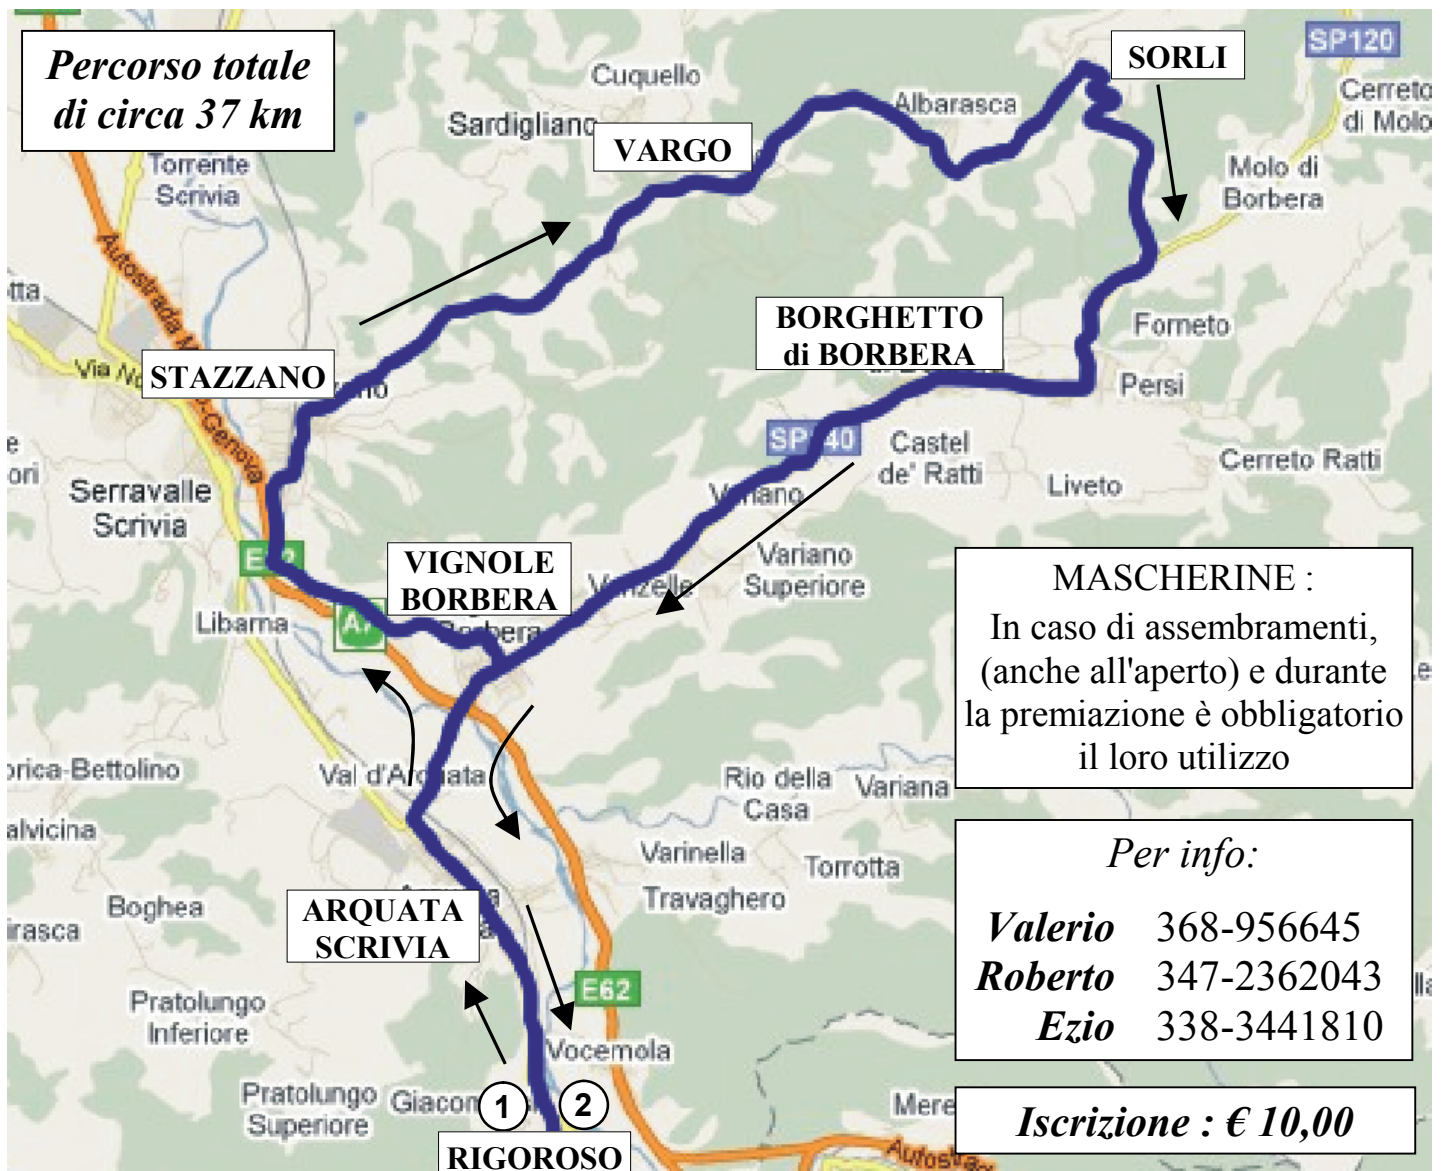 Percorso totale
di circa 37 km
SORLI
SP120
Cuquello
Cerreto
di Molo
Sardigliano
Albarasca
VARGO
Torrente
Scrivia
Molo di
Borbera
Autostrada
Genova
BORGHETTO
di BORBERA
Forneto
STAZZANO
Persi
Castel
de' Ratti
Cerreto Ratti
Liveto
Serravalle
Scrivia
VIGNOLE
BORBERA
Variano
Superiore
Libarna
MASCHERINE :
In caso di assembramenti,
(anche all'aperto) e durante
la premiazione è obbligatorio
il loro utilizzo
Val d'Arquata
Rio della
Casa
Variana
Varinella
Torrotta
Travaghero
Boghea
ARQUATA
SCRIVIA
Per info:
Valerio 368-956645
Roberto 347-2362043
Ezio 338-3441810
E62
Pratolungo
Inferiore
Vocemola
Pratolungo
Superiore
1
2
RIGOROSO
Iscrizione : € 10,00